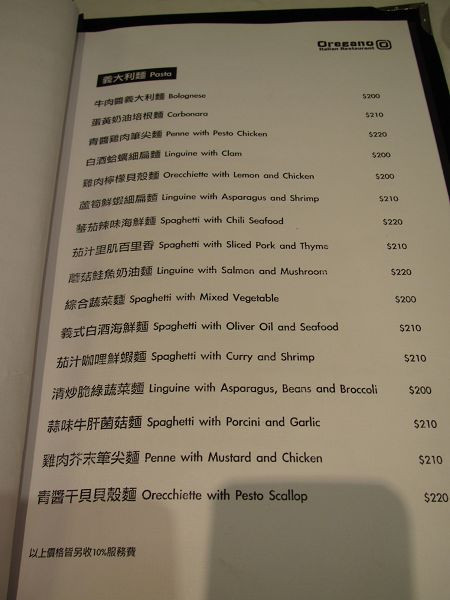 Oregano
Italian Restaurant
義大利麵 Pasta
牛肉醬義大利麵 Bolognese $200
蛋黃奶油培根麵 Carbonara $210
青醬雞肉筆尖麵 Penne with Pesto Chicken $220
白酒蛤蠣細扁麵 Linguine with Clam $200
雞肉檸檬貝殼麵 Orecchiette with Lemon and Chicken $200
蘆筍鮮蝦細扁麵 Linguine with Asparagus and Shrimp $210
蕃茄辣味海鮮麵 Spaghetti with Chili Seafood $220
茄汁里肌百里香 Spaghetti with Sliced Pork and Thyme $210
蘑菇鮭魚奶油麵 Linguine with Salmon and Mushroom $220
綜合蔬菜麵 Spaghetti with Mixed Vegetable $200
義式白酒海鮮麵 Spaghetti with Oliver Oil and Seafood $210
茄汁咖哩鮮蝦麵 Spaghetti with Curry and Shrimp $210
清炒脆綠蔬菜麵 Linguine with Asparagus, Beans and Broccoli $200
蒜味牛肝菌菇麵 Spaghetti with Porcini and Garlic $210
雞肉芥末筆尖麵 Penne with Mustard and Chicken $210
青醬干貝貝殼麵 Orecchiette with Pesto Scallop $220
以上價格皆另收10%服務費